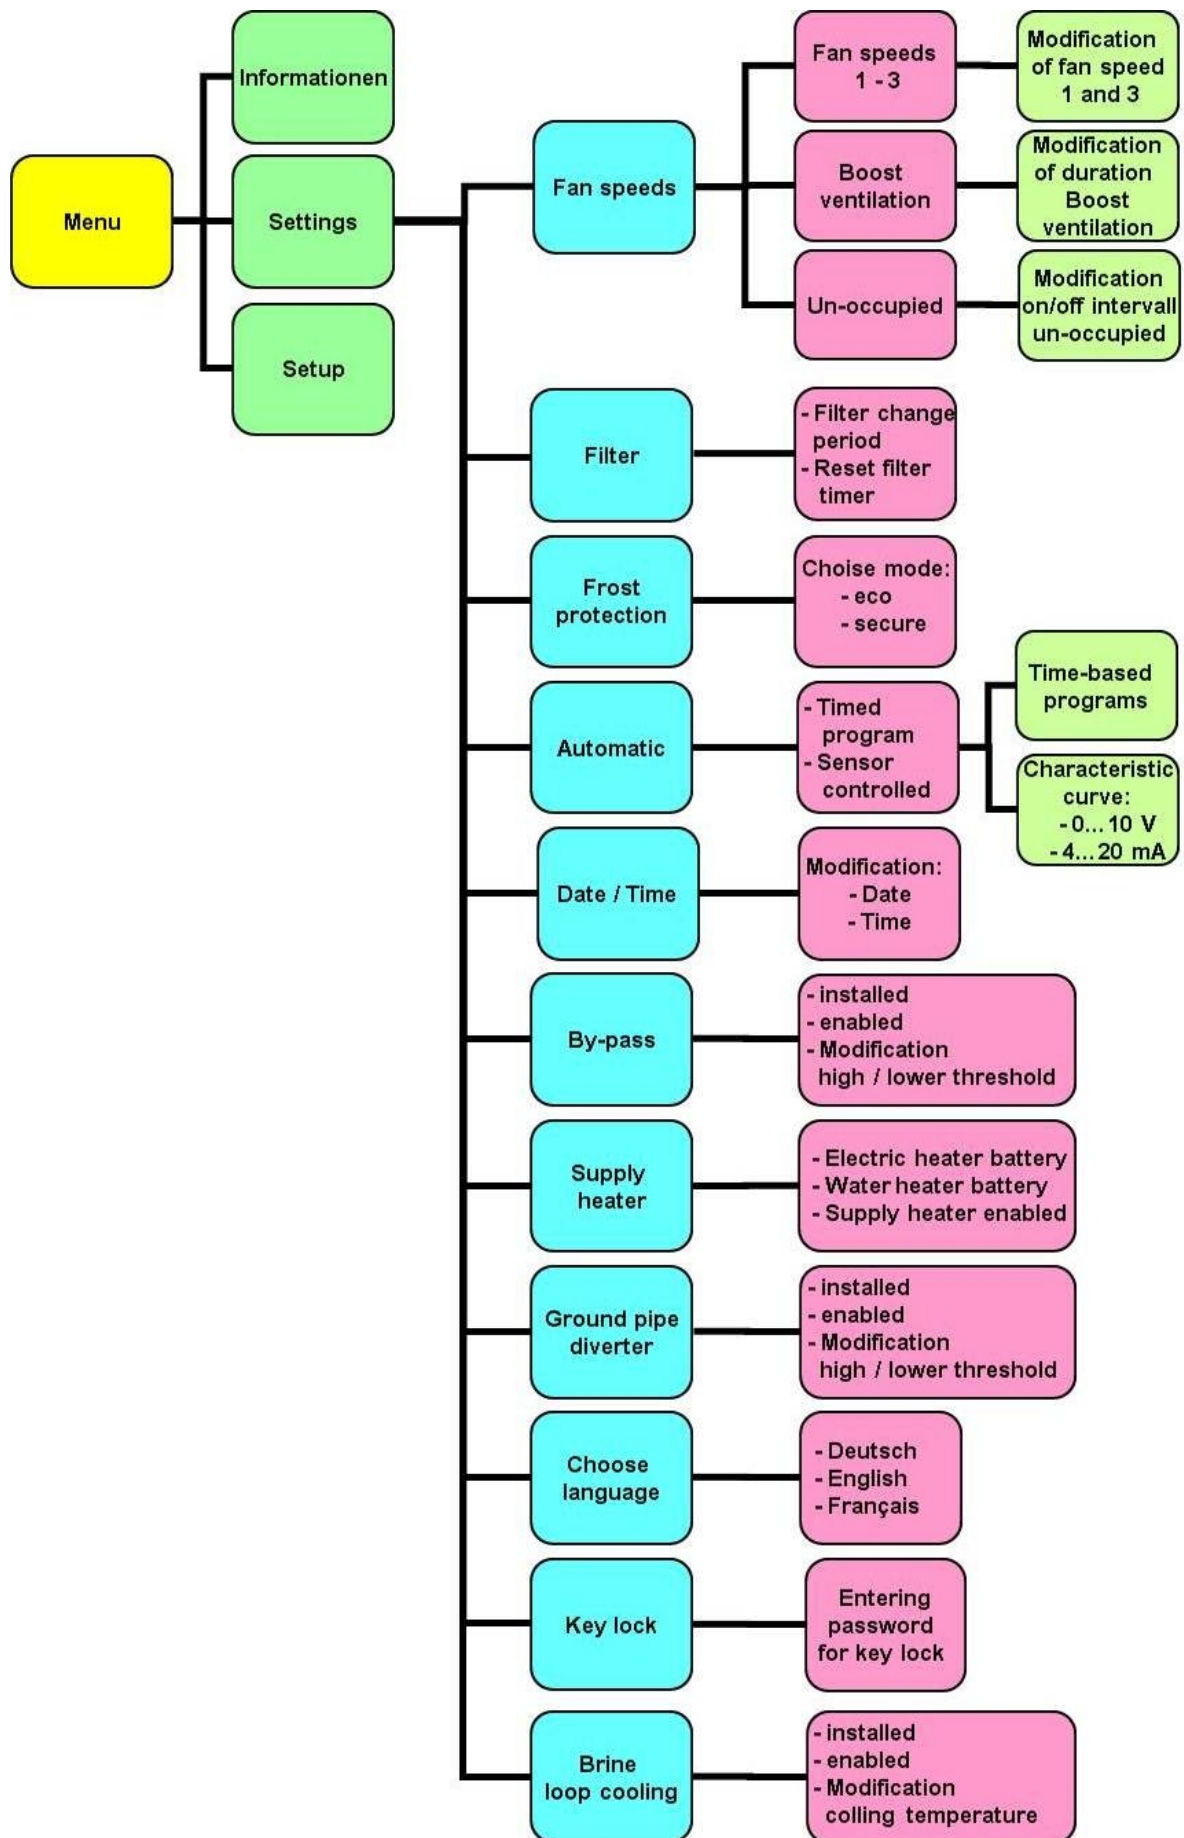 Menu
Informationen
Settings
Setup
Fan speeds
Fan speeds
1 - 3
Modification
of fan speed
1 and 3
Boost
ventilation
Modification
of duration
Boost
ventilation
Un-occupied
Modification
on/off intervall
un-occupied
Filter
- Filter change
period
- Reset filter
timer
Frost
protection
Choise mode:
- eco
- secure
Automatic
- Timed
program
- Sensor
controlled
Time-based
programs
Characteristic
curve:
- 0... 10 V
- 4... 20 mA
Date / Time
Modification:
- Date
- Time
By-pass
- installed
- enabled
- Modification
high / lower threshold
Supply
heater
- Electric heater battery
- Water heater battery
- Supply heater enabled
Ground pipe
diverter
- installed
- enabled
- Modification
high / lower threshold
Choose
language
- Deutsch
- English
- Français
Key lock
Entering
password
for key lock
Brine
loop cooling
- installed
- enabled
- Modification
colling temperature